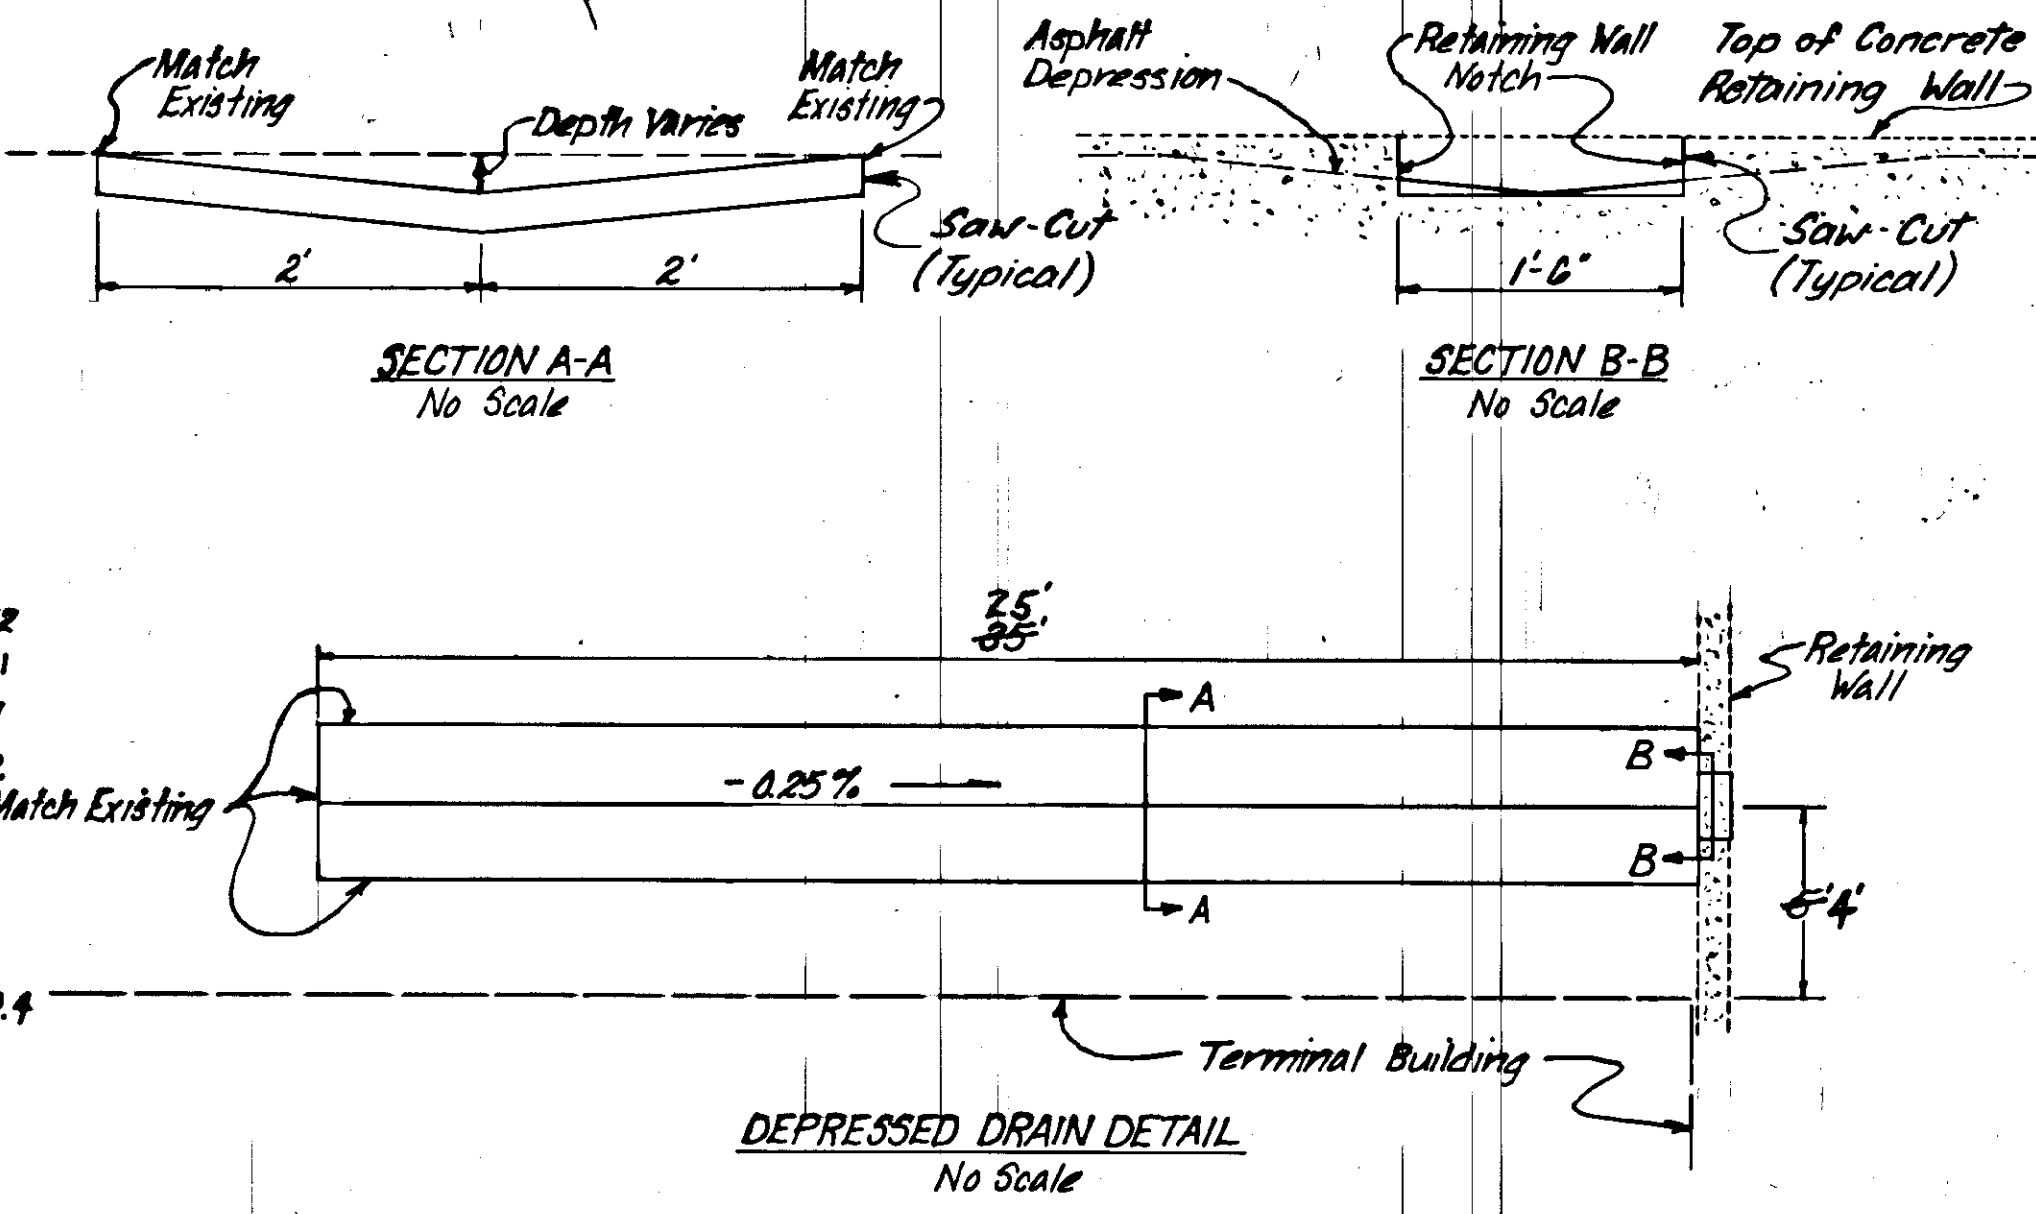 Match
Existing
Depth Varies
Match
Existing
Saw-Cut
(Typical)
2'
2'
SECTION A-A
No Scale
Asphalt
Depression
Retaining Wall
Notch
Top of Concrete
Retaining Wall
Saw-Cut
(Typical)
1'-6"
SECTION B-B
No Scale
25'
35'
Retaining
Wall
A
B
-0.25%
Match Existing
B
A
5' 4'
.4
Terminal Building
DEPRESSED DRAIN DETAIL
No Scale